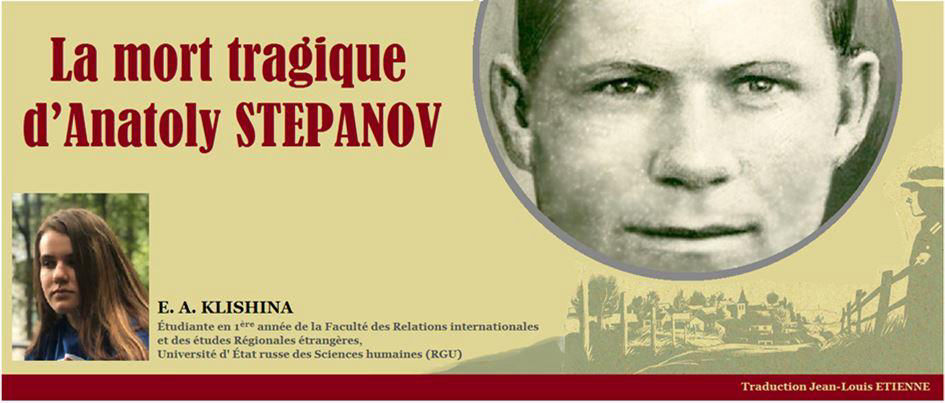 La mort tragique
d’Anatoly STEPANOV
E. A. KLISHINA
Étudiante en 1ère année de la Faculté des Relations internationales
et des études Régionales étrangères,
Université d' État russe des Sciences humaines (RGU)
Traduction Jean-Louis ETIENNE